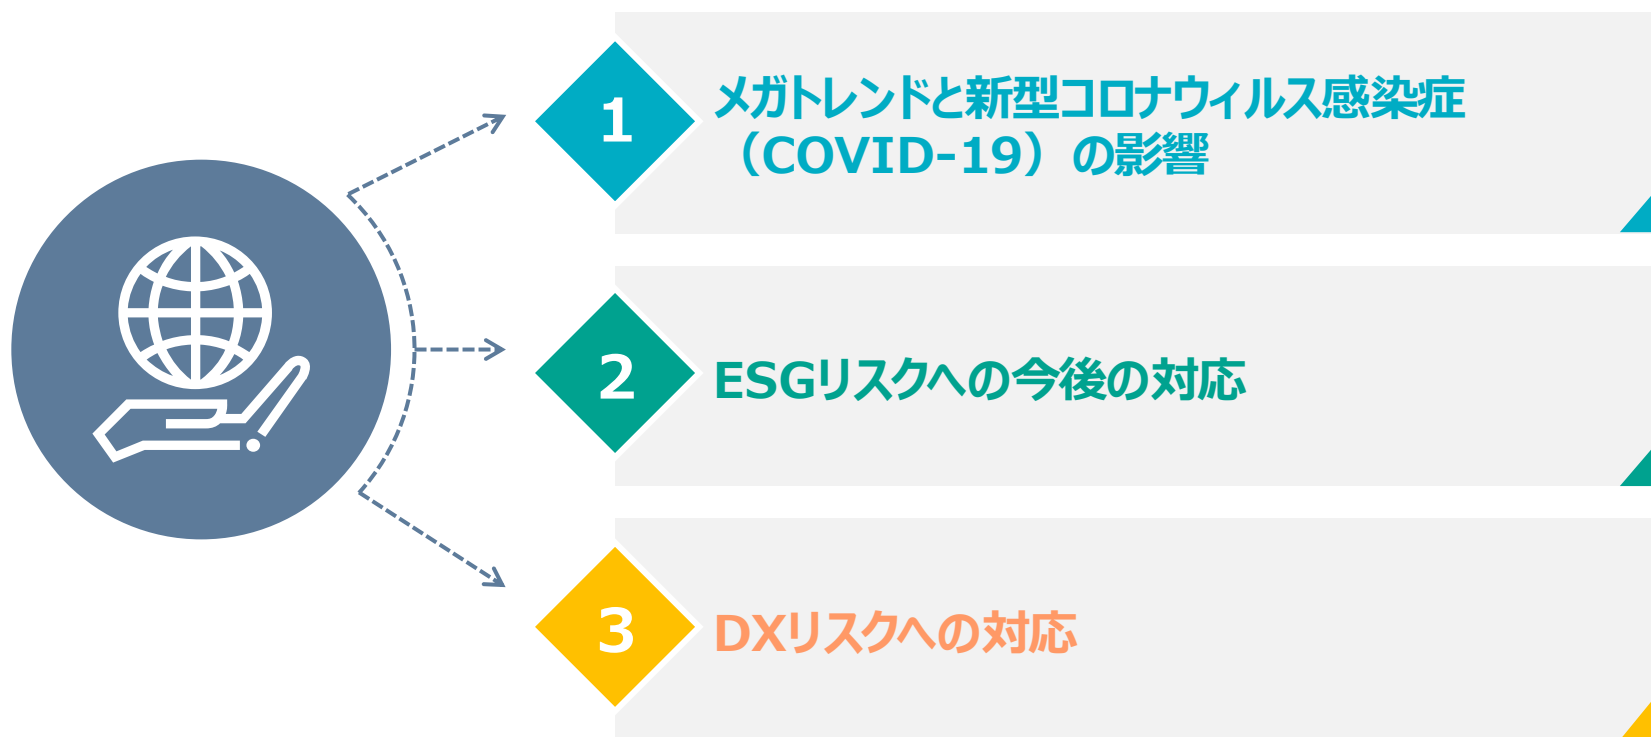 1
メガトレンドと新型コロナウィルス感染症
（COVID-19）の影響
2
ESGリスクへの今後の対応
3
DXリスクへの対応